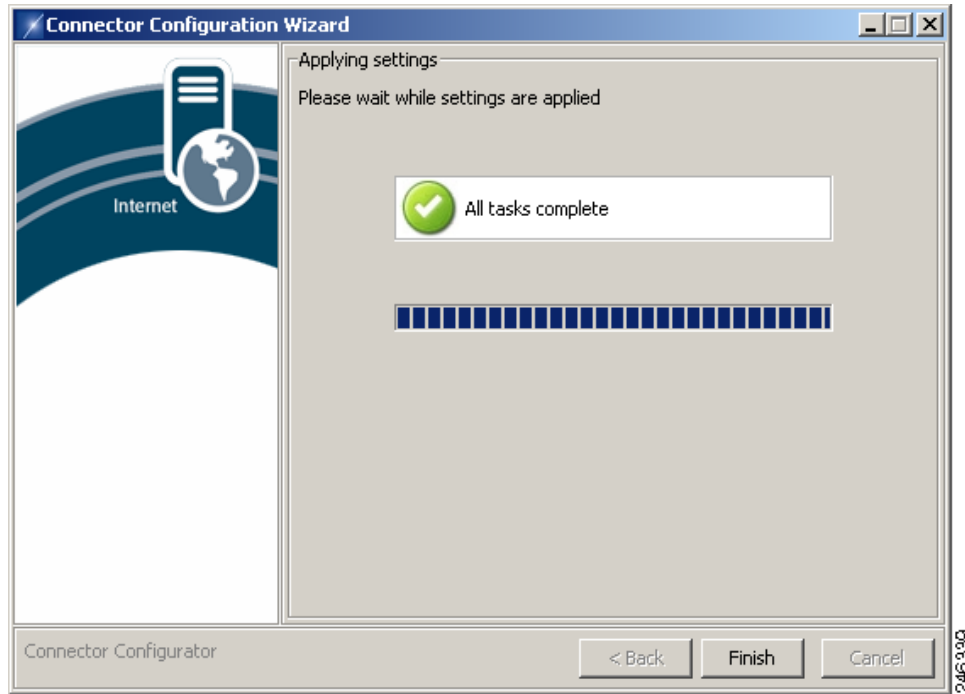 Connector Configuration Wizard
Applying settings
Please wait while settings are applied
Internet
All tasks complete
Connector Configurator
< Back
Finish
Cancel
246339